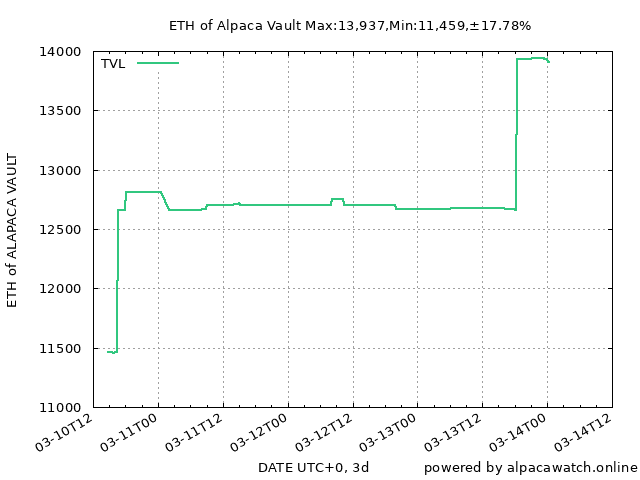 ETH of Alpaca Vault Max:13,937,Min:11,459,±17.78%
TVL
14000
13500
13000
12500
12000
11500
11000
ETH of ALAPACA VAULT
03-10T12
03-11T00
03-11T12
03-12T00
03-12T12
03-13T00
03-13T12
03-14T00
03-14T12
DATE UTC+0, 3d
powered by alpacawatch.online